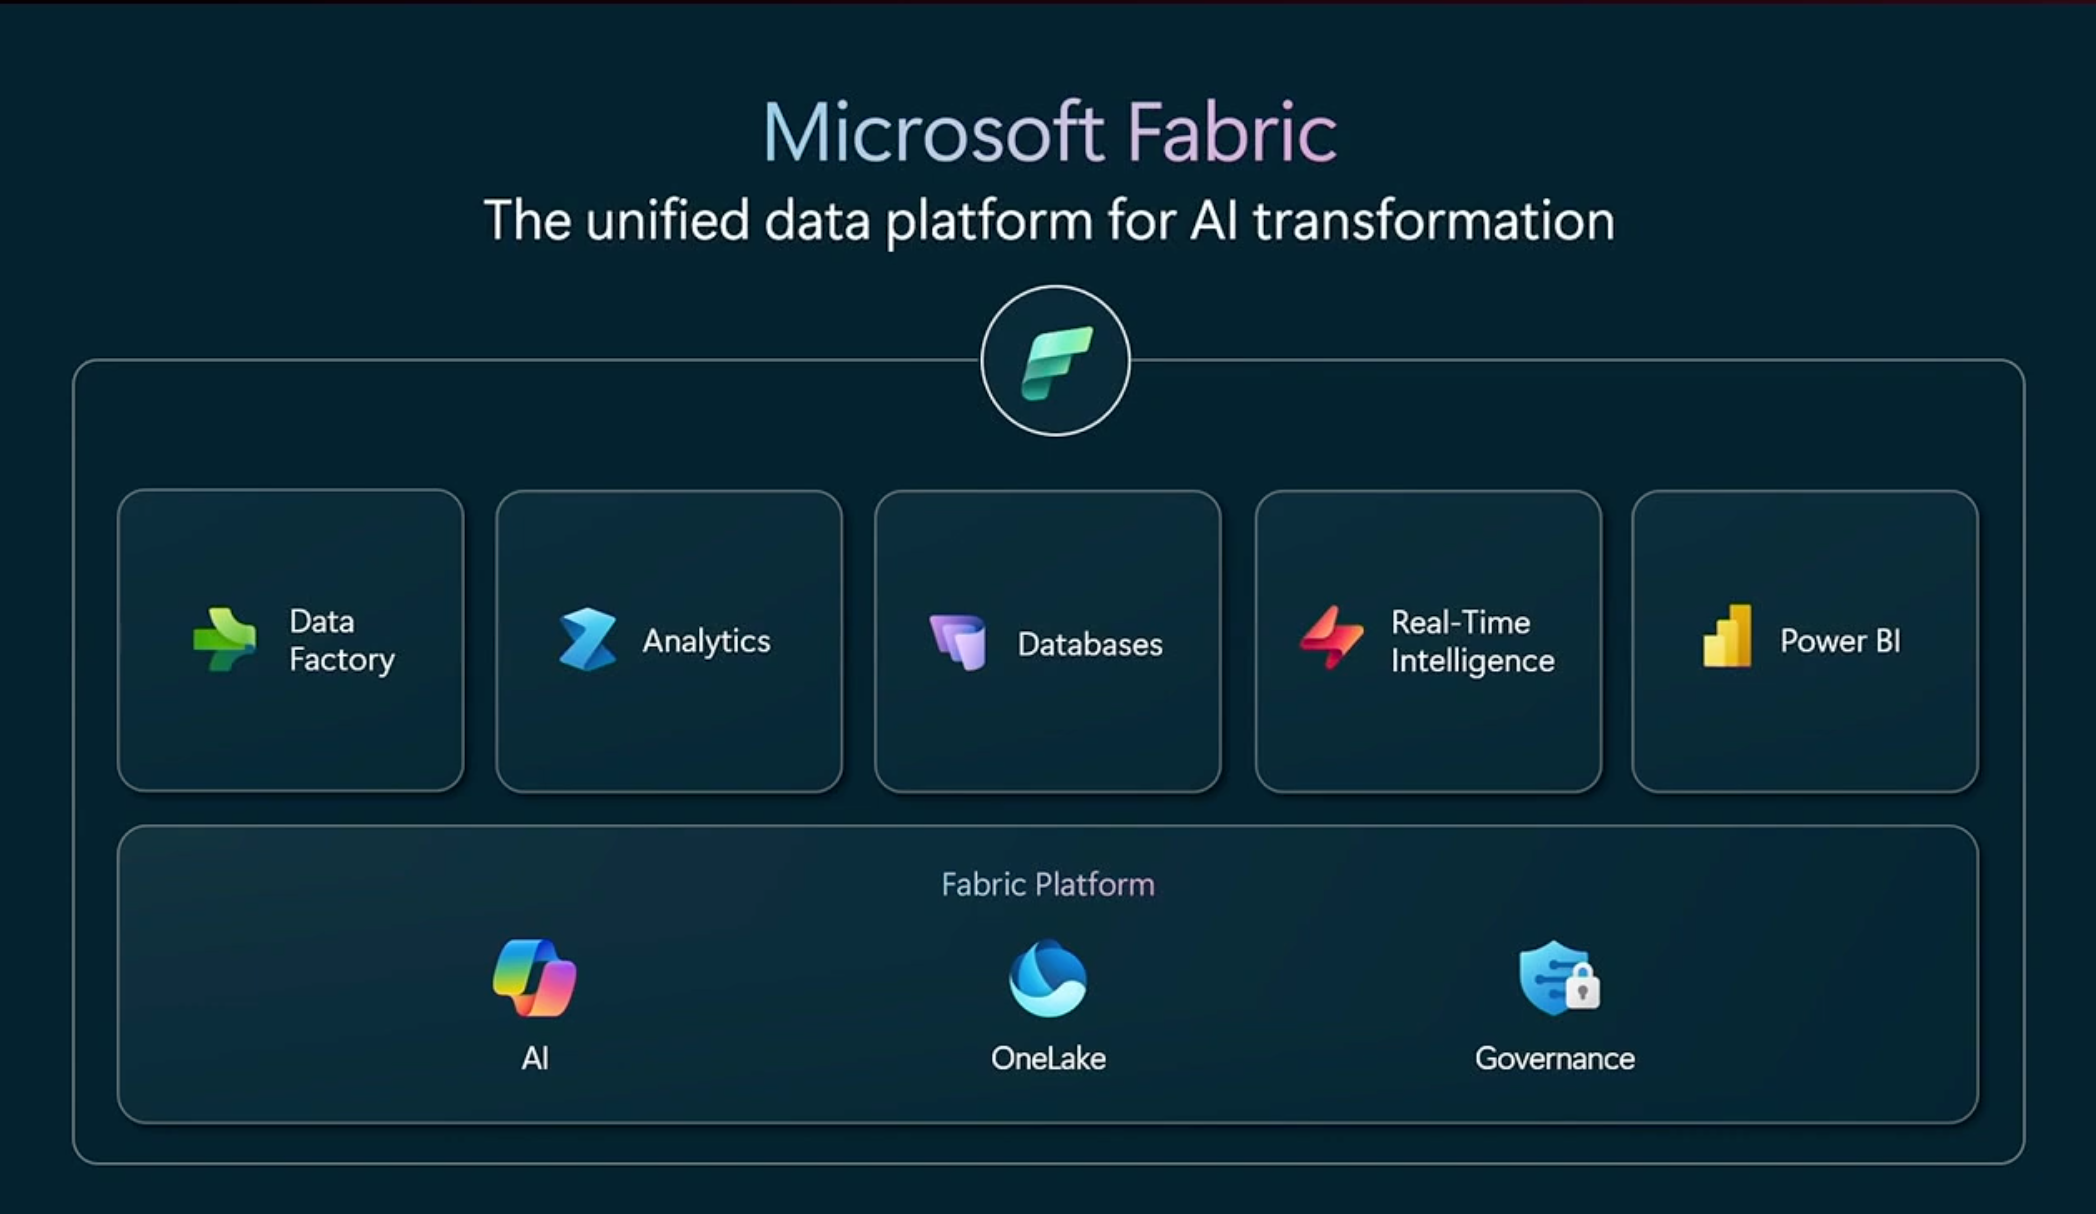 Microsoft Fabric
The unified data platform for AI transformation
Data
Factory
Analytics
Databases
Real-Time
Intelligence
Power BI
Fabric Platform
AI
OneLake
Governance